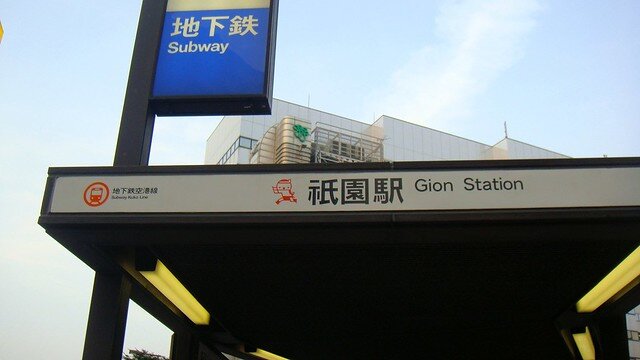 地下鉄
Subway
地下鉄空港線
Subway Kuko Line
祇園駅 Gion Station